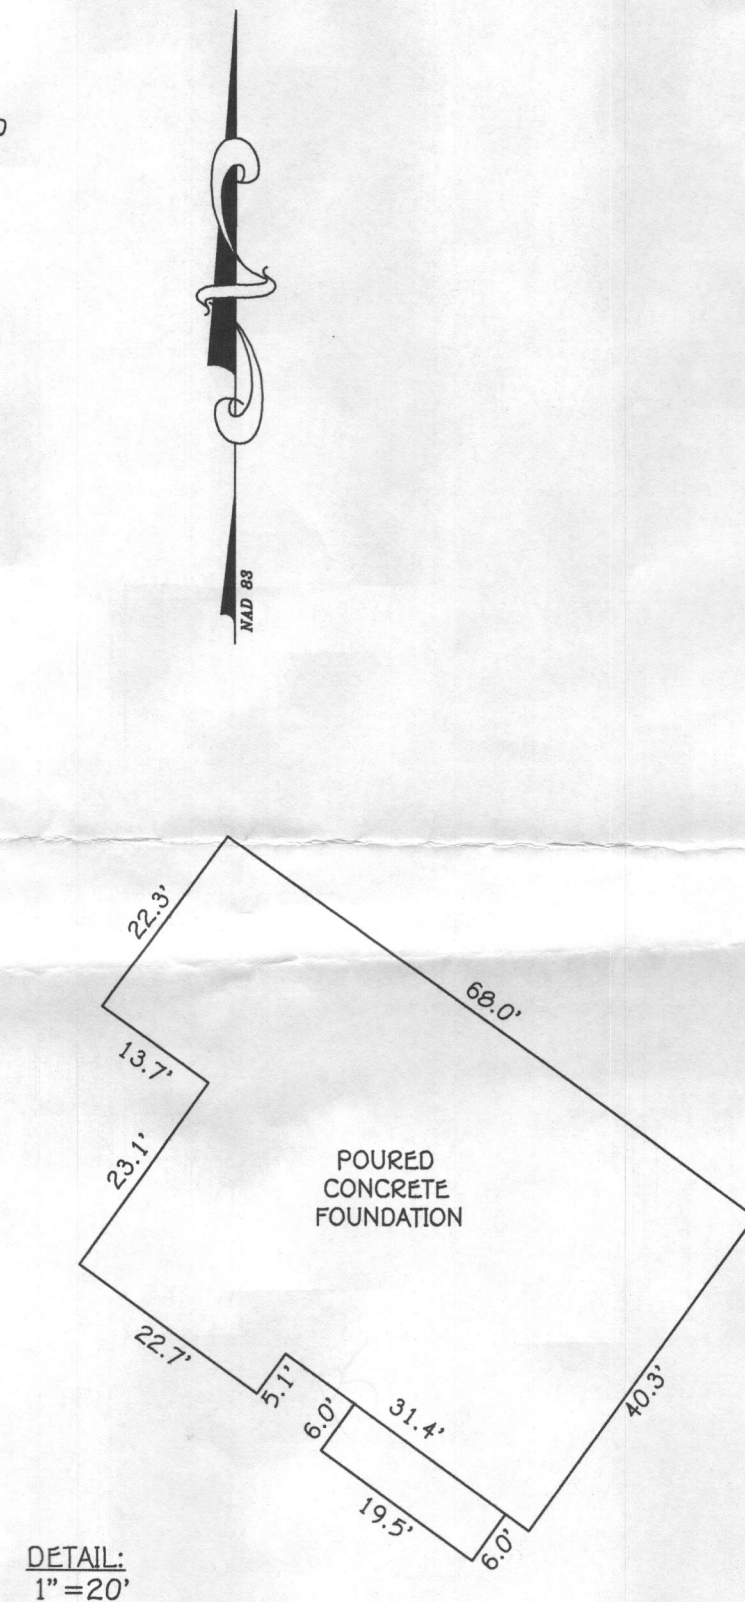 NAD 83
22.3'
68.0'
13.7'
23.1'
POURED
CONCRETE
FOUNDATION
22.7'
5.1'
6.0'
31.4'
40.3'
19.5'
6.0'
DETAIL:
1"=20'